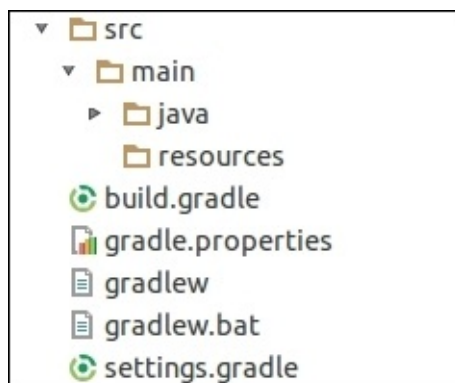 src
main
java
resources
build.gradle
gradle.properties
gradlew
gradlew.bat
settings.gradle